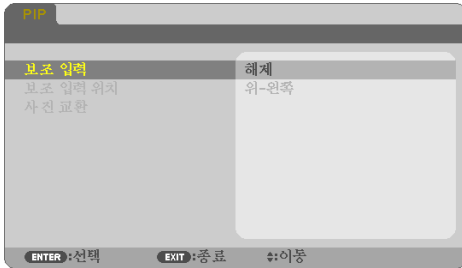 PIP
보조 입력 해제
보조 입력 위치 위-왼쪽
사진 교환
ENTER :선택 EXIT :종료 :이동